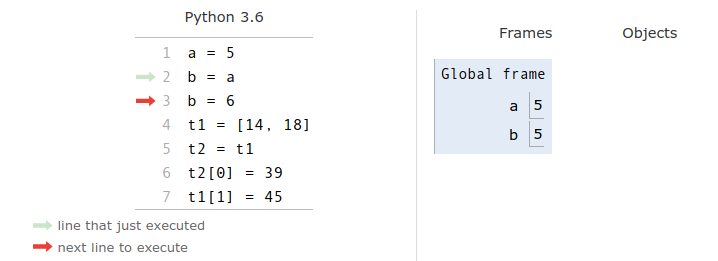 Python 3.6
1 a = 5
2 b = a
3 b = 6
4 t1 = [14, 18]
5 t2 = t1
6 t2[0] = 39
7 t1[1] = 45
line that just executed
next line to execute
Frames Objects
Global frame
a 5
b 5